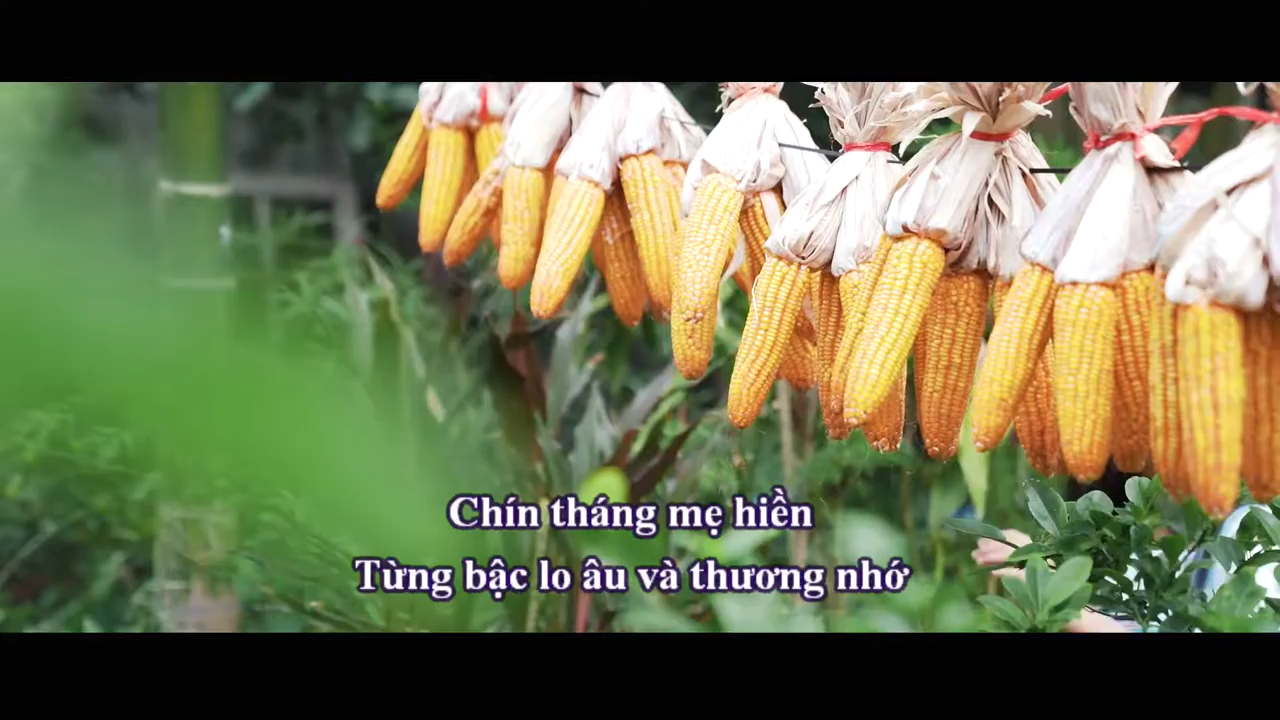 Chín tháng mẹ hiền
Từng bậc lo âu và thương nhớ